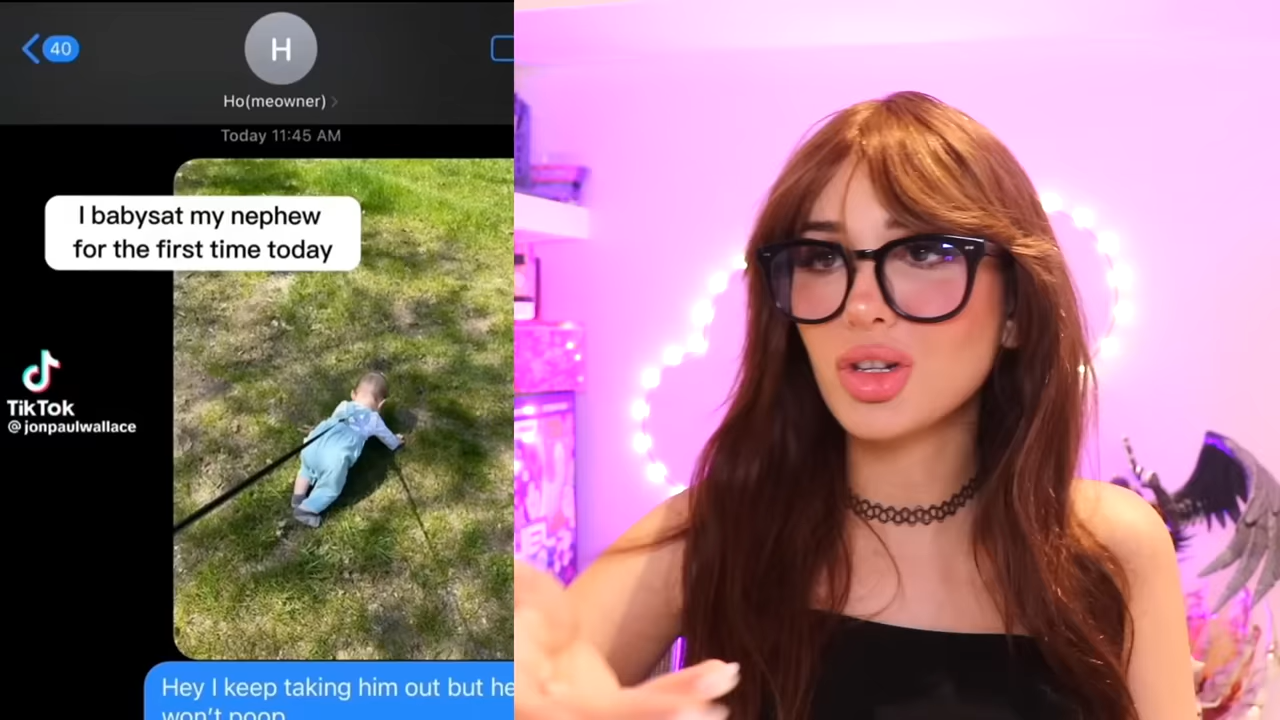 40
H
Ho(meowner)
Today 11:45 AM
I babysat my nephew
for the first time today
TikTok
@jonpaulwallace
Hey I keep taking him out but he
won't poop